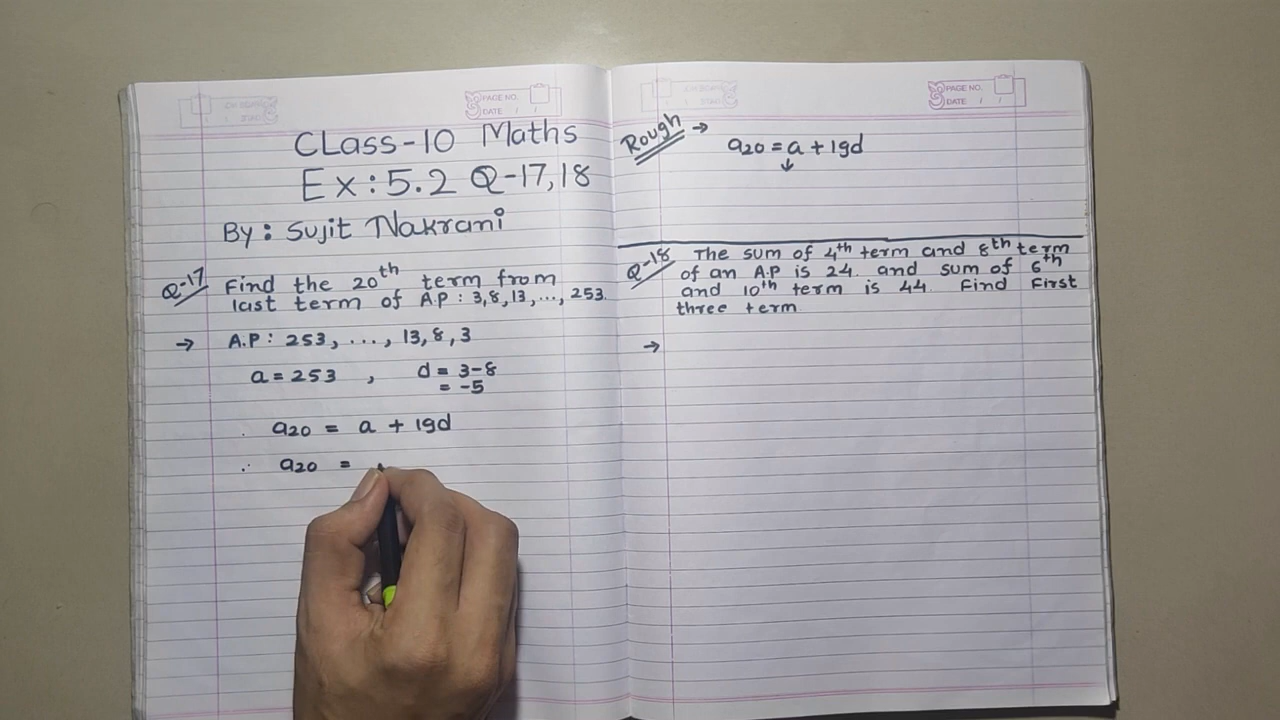 PAGE NO.
DATE / /
CLass-10 Maths
Ex : 5.2 Q-17,18
By : Sujit Nakrani
Q-17 Find the 20th term from
last term of A.P : 3,8,13,..., 253.
→ A.P : 253, ..., 13, 8, 3
a = 253 , d = 3-8
= -5
a20 = a + 19d
∴ a20 =
PAGE NO.
DATE / /
Rough →
a20 = a + 19d
↓
Q-18 The sum of 4th term and 8th term
of an A.P is 24. and sum of 6th
and 10th term is 44. Find First
three term.
→